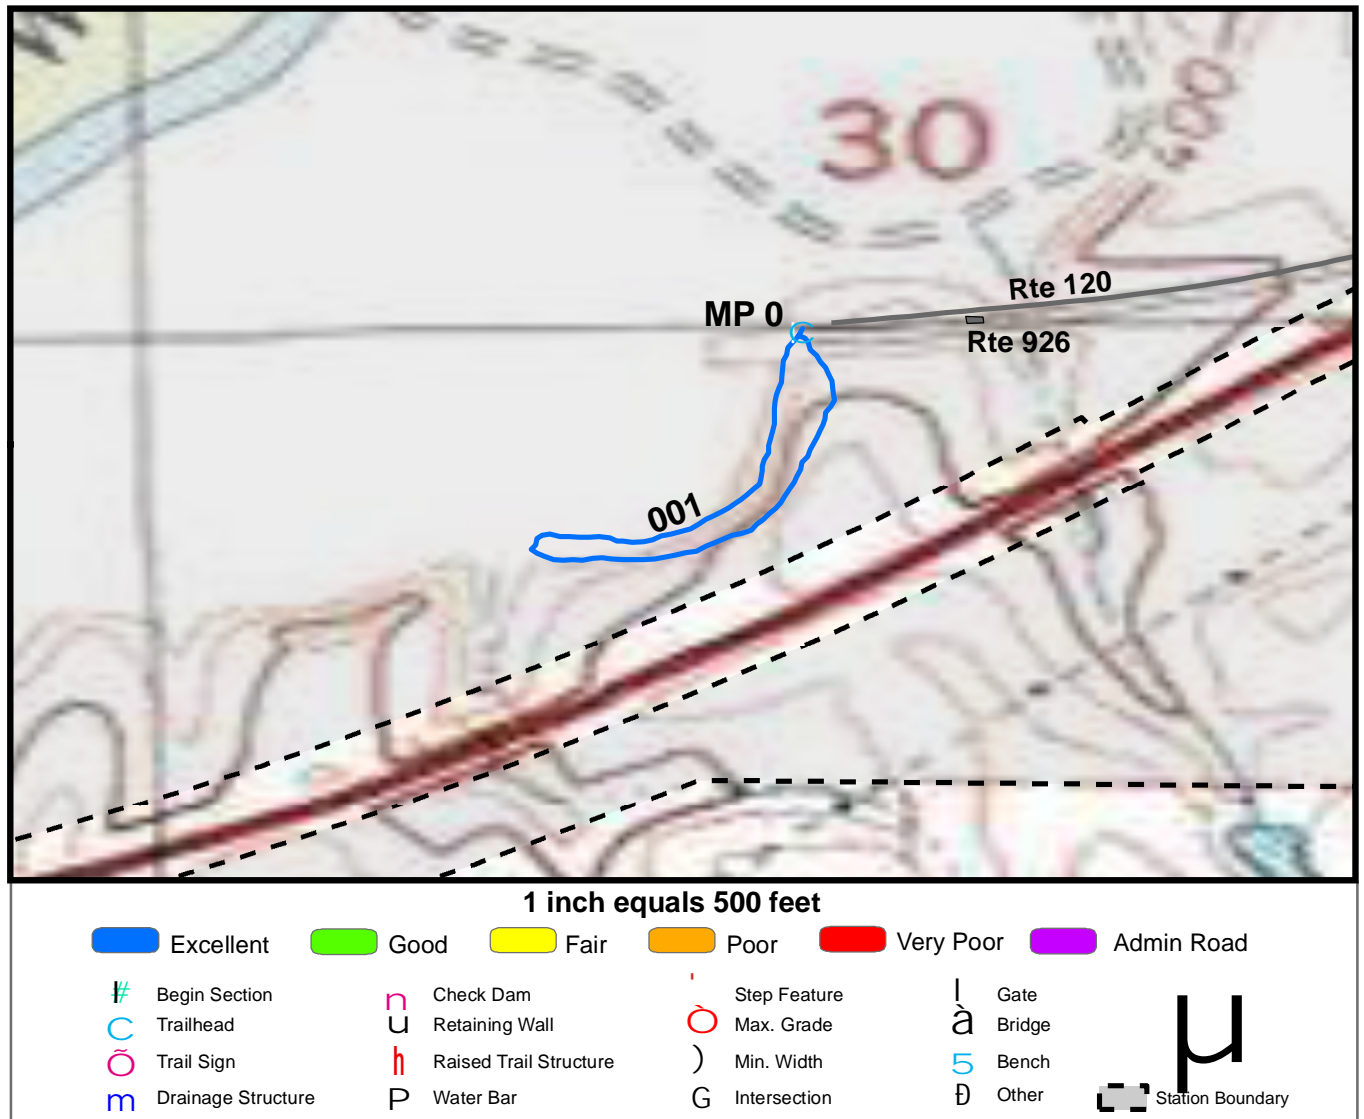 30
Rte 120
MP 0
Rte 926
001
1 inch equals 500 feet
Excellent Good Fair Poor Very Poor Admin Road
# Begin Section n Check Dam ' Step Feature l Gate
C Trailhead u Retaining Wall Ò Max. Grade à Bridge
Õ Trail Sign h Raised Trail Structure ) Min. Width 5 Bench
m Drainage Structure P Water Bar G Intersection Ð Other Station Boundary
µ